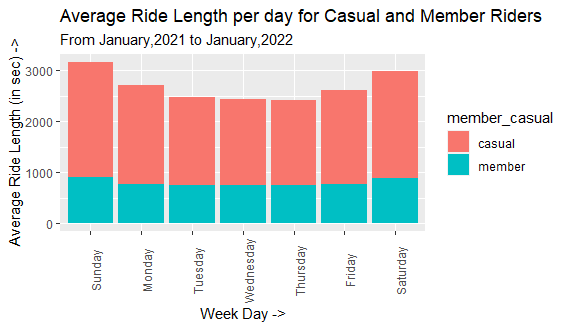 Average Ride Length per day for Casual and Member Riders
From January,2021 to January,2022
Average Ride Length (in sec) ->
3000
2000
1000
0
Sunday
Monday
Tuesday
Wednesday
Thursday
Friday
Saturday
Week Day ->
member_casual
casual
member